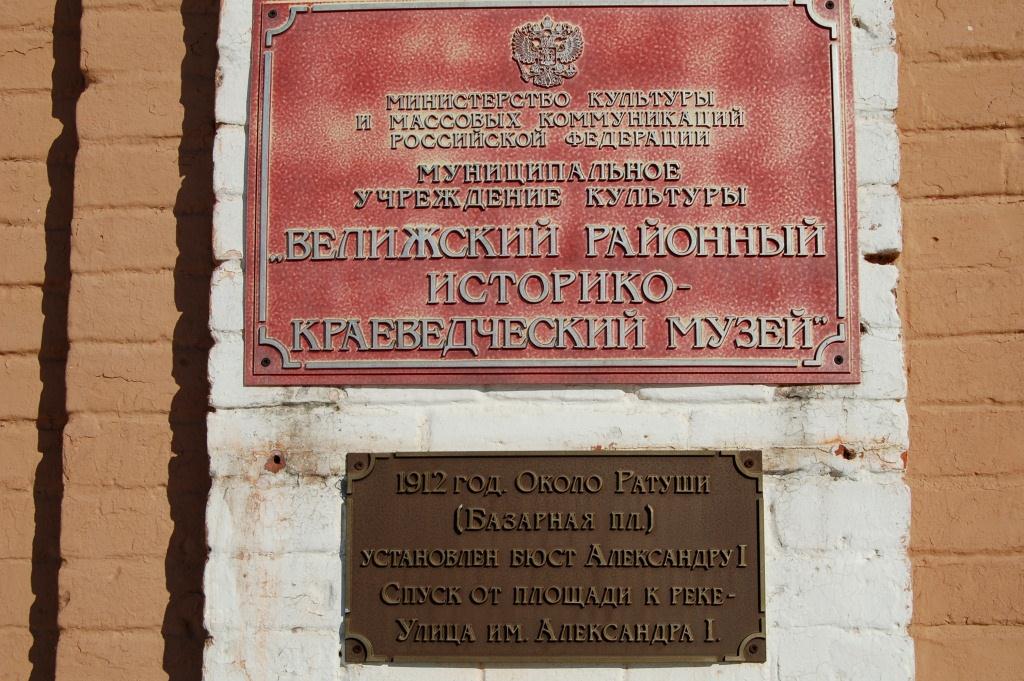 МИНИСТЕРСТВО КУЛЬТУРЫ
И МАССОВЫХ КОММУНИКАЦИЙ
РОССИЙСКОЙ ФЕДЕРАЦИИ
МУНИЦИПАЛЬНОЕ
УЧРЕЖДЕНИЕ КУЛЬТУРЫ
„ВЕЛИЖСКИЙ РАЙОННЫЙ
ИСТОРИКО-
КРАЕВЕДЧЕСКИЙ МУЗЕЙ“
1912 ГОД. ОКОЛО РАТУШИ
(БАЗАРНАЯ ПЛ.)
УСТАНОВЛЕН БЮСТ АЛЕКСАНДРУ I
СПУСК ОТ ПЛОЩАДИ К РЕКЕ-
УЛИЦА ИМ. АЛЕКСАНДРА I.